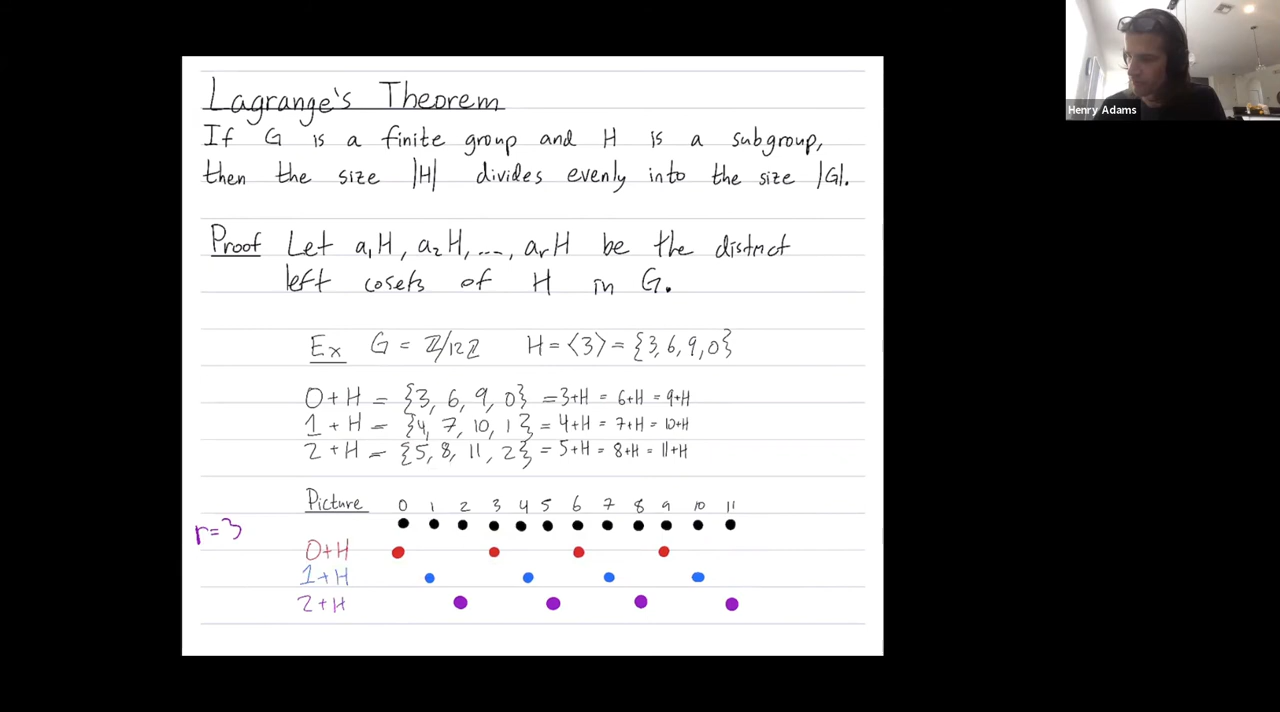 Lagrange's Theorem
If G is a finite group and H is a subgroup,
then the size |H| divides evenly into the size |G|.
Proof Let a₁H, a₂H, ..., aᵣH be the distinct
left cosets of H in G.
Ex G = ℤ/12ℤ H = ⟨3⟩ = {3, 6, 9, 0}
0+H = {3, 6, 9, 0} = 3+H = 6+H = 9+H
1+H = {4, 7, 10, 1} = 4+H = 7+H = 10+H
2+H = {5, 8, 11, 2} = 5+H = 8+H = 11+H
Picture 0 1 2 3 4 5 6 7 8 9 10 11
r=3
0+H
1+H
2+H
Henry Adams